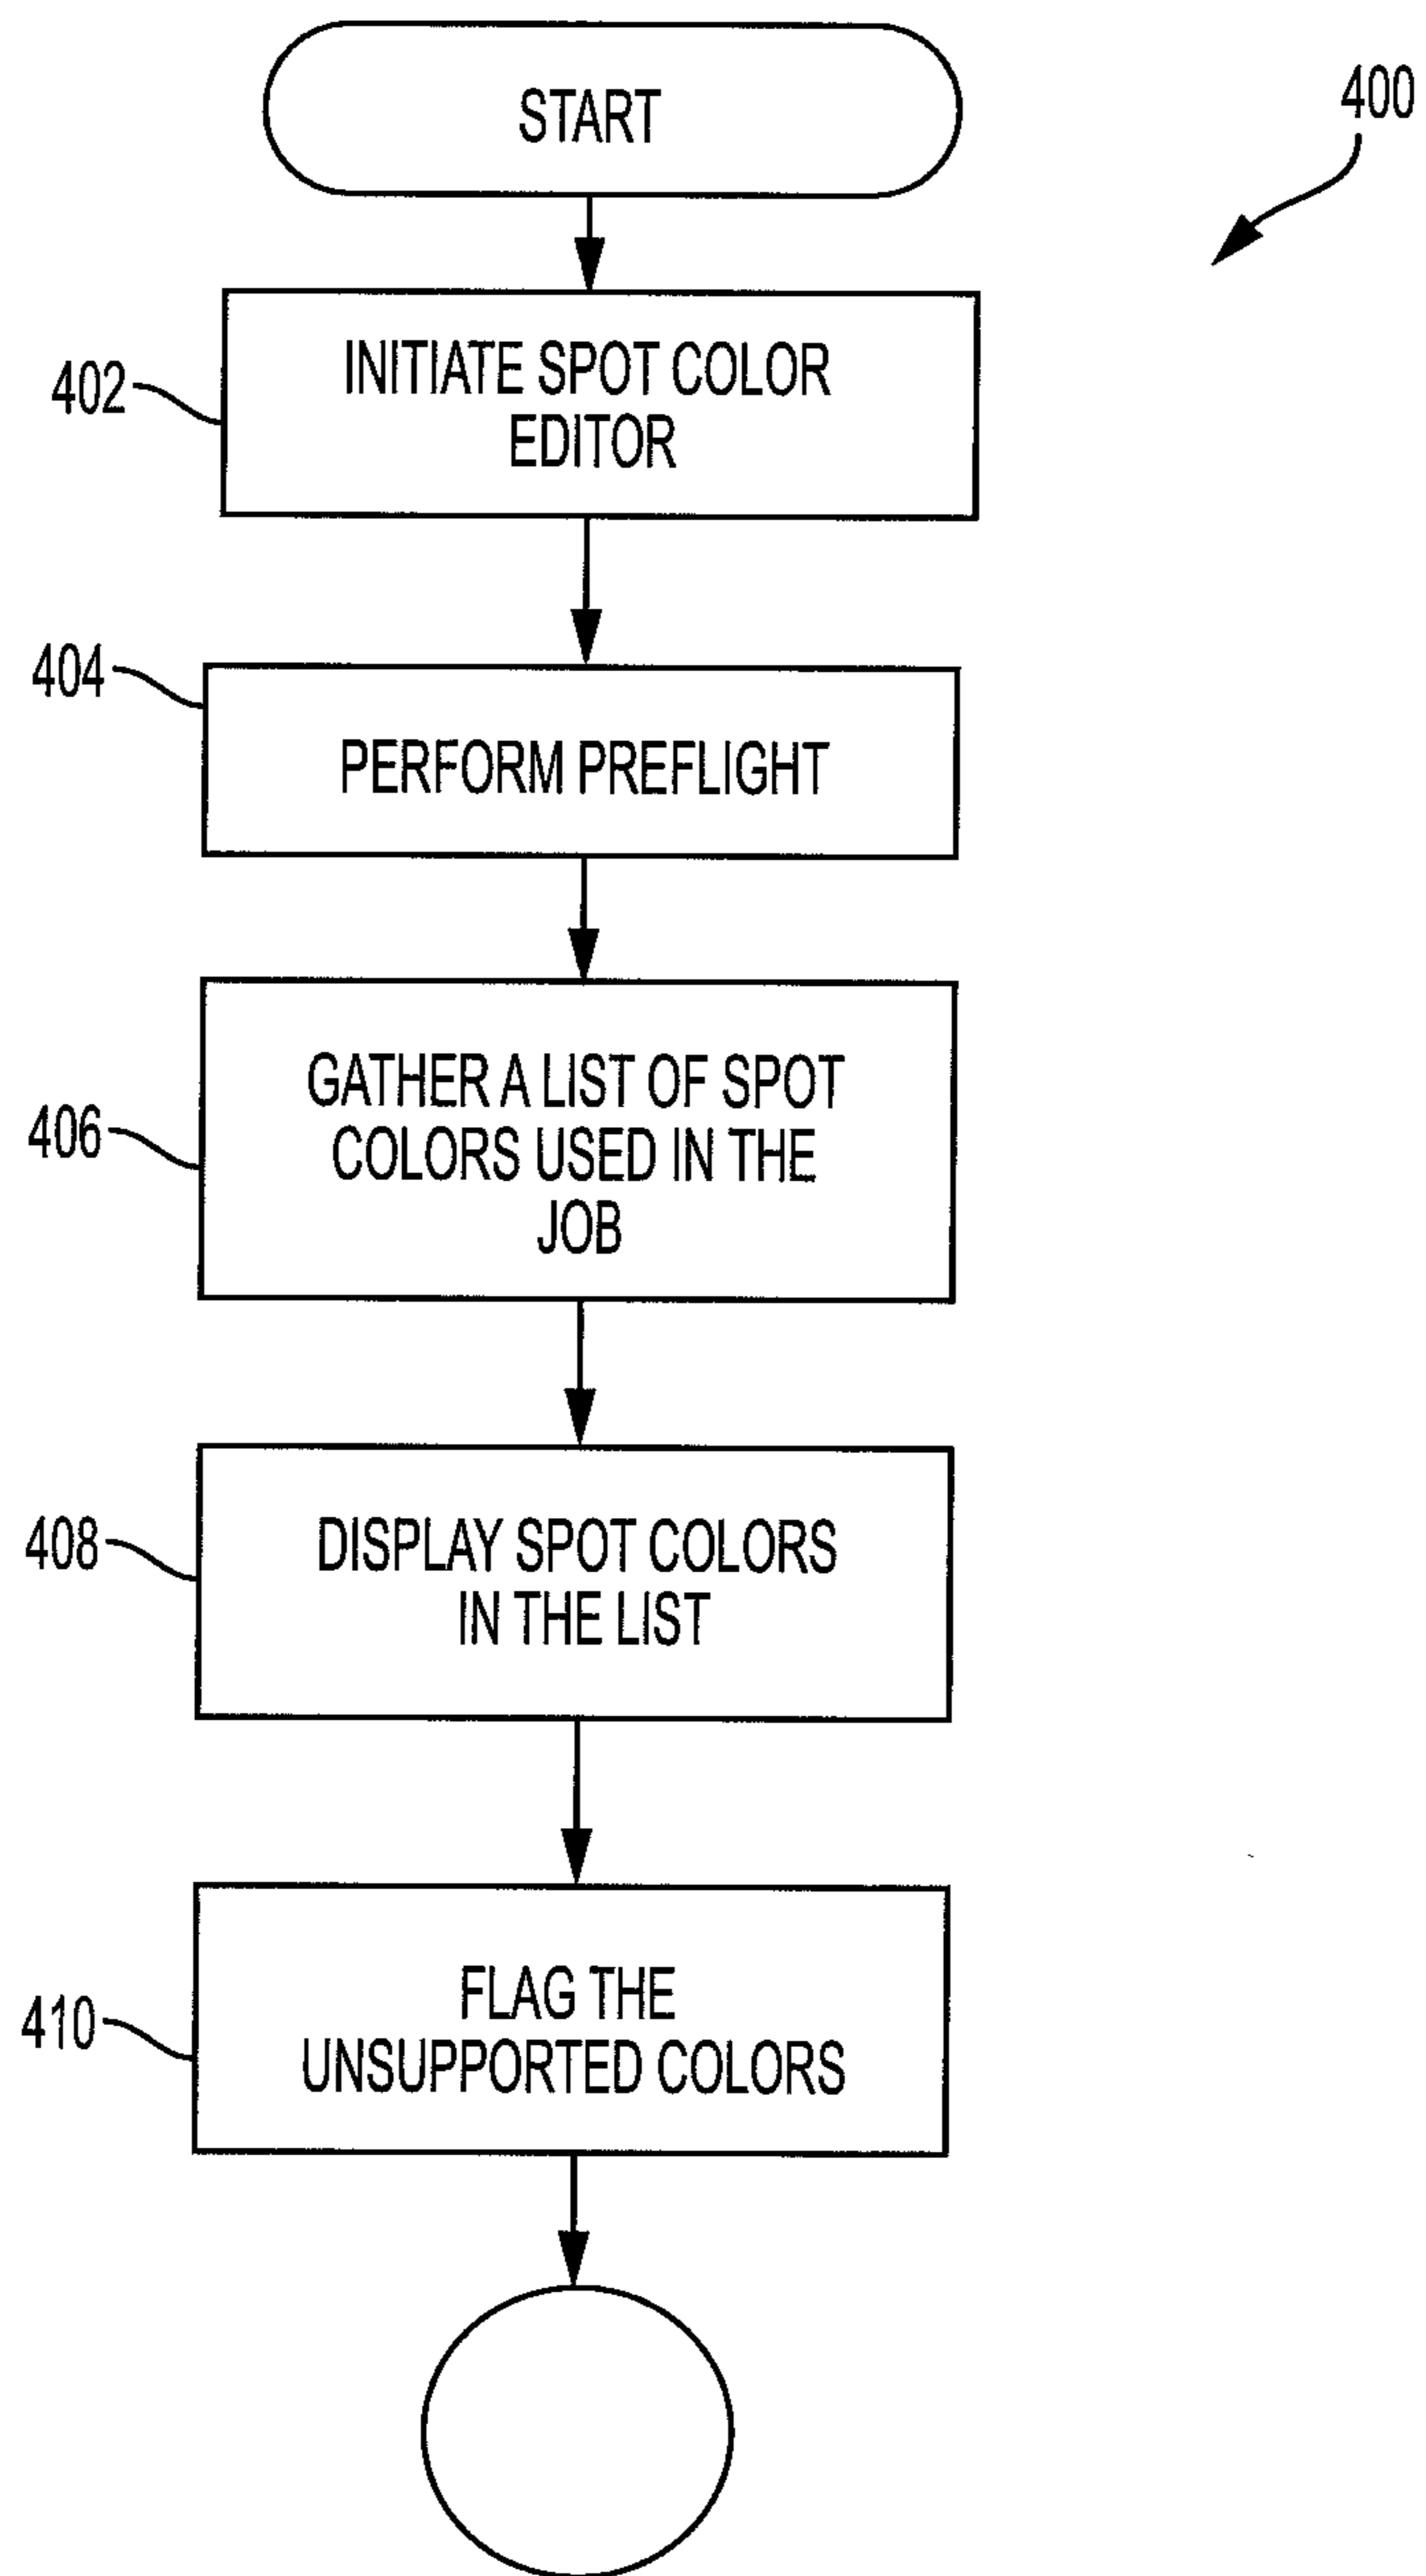 START
400
402
INITIATE SPOT COLOR
EDITOR
404
PERFORM PREFLIGHT
406
GATHER A LIST OF SPOT
COLORS USED IN THE
JOB
408
DISPLAY SPOT COLORS
IN THE LIST
410
FLAG THE
UNSUPPORTED COLORS